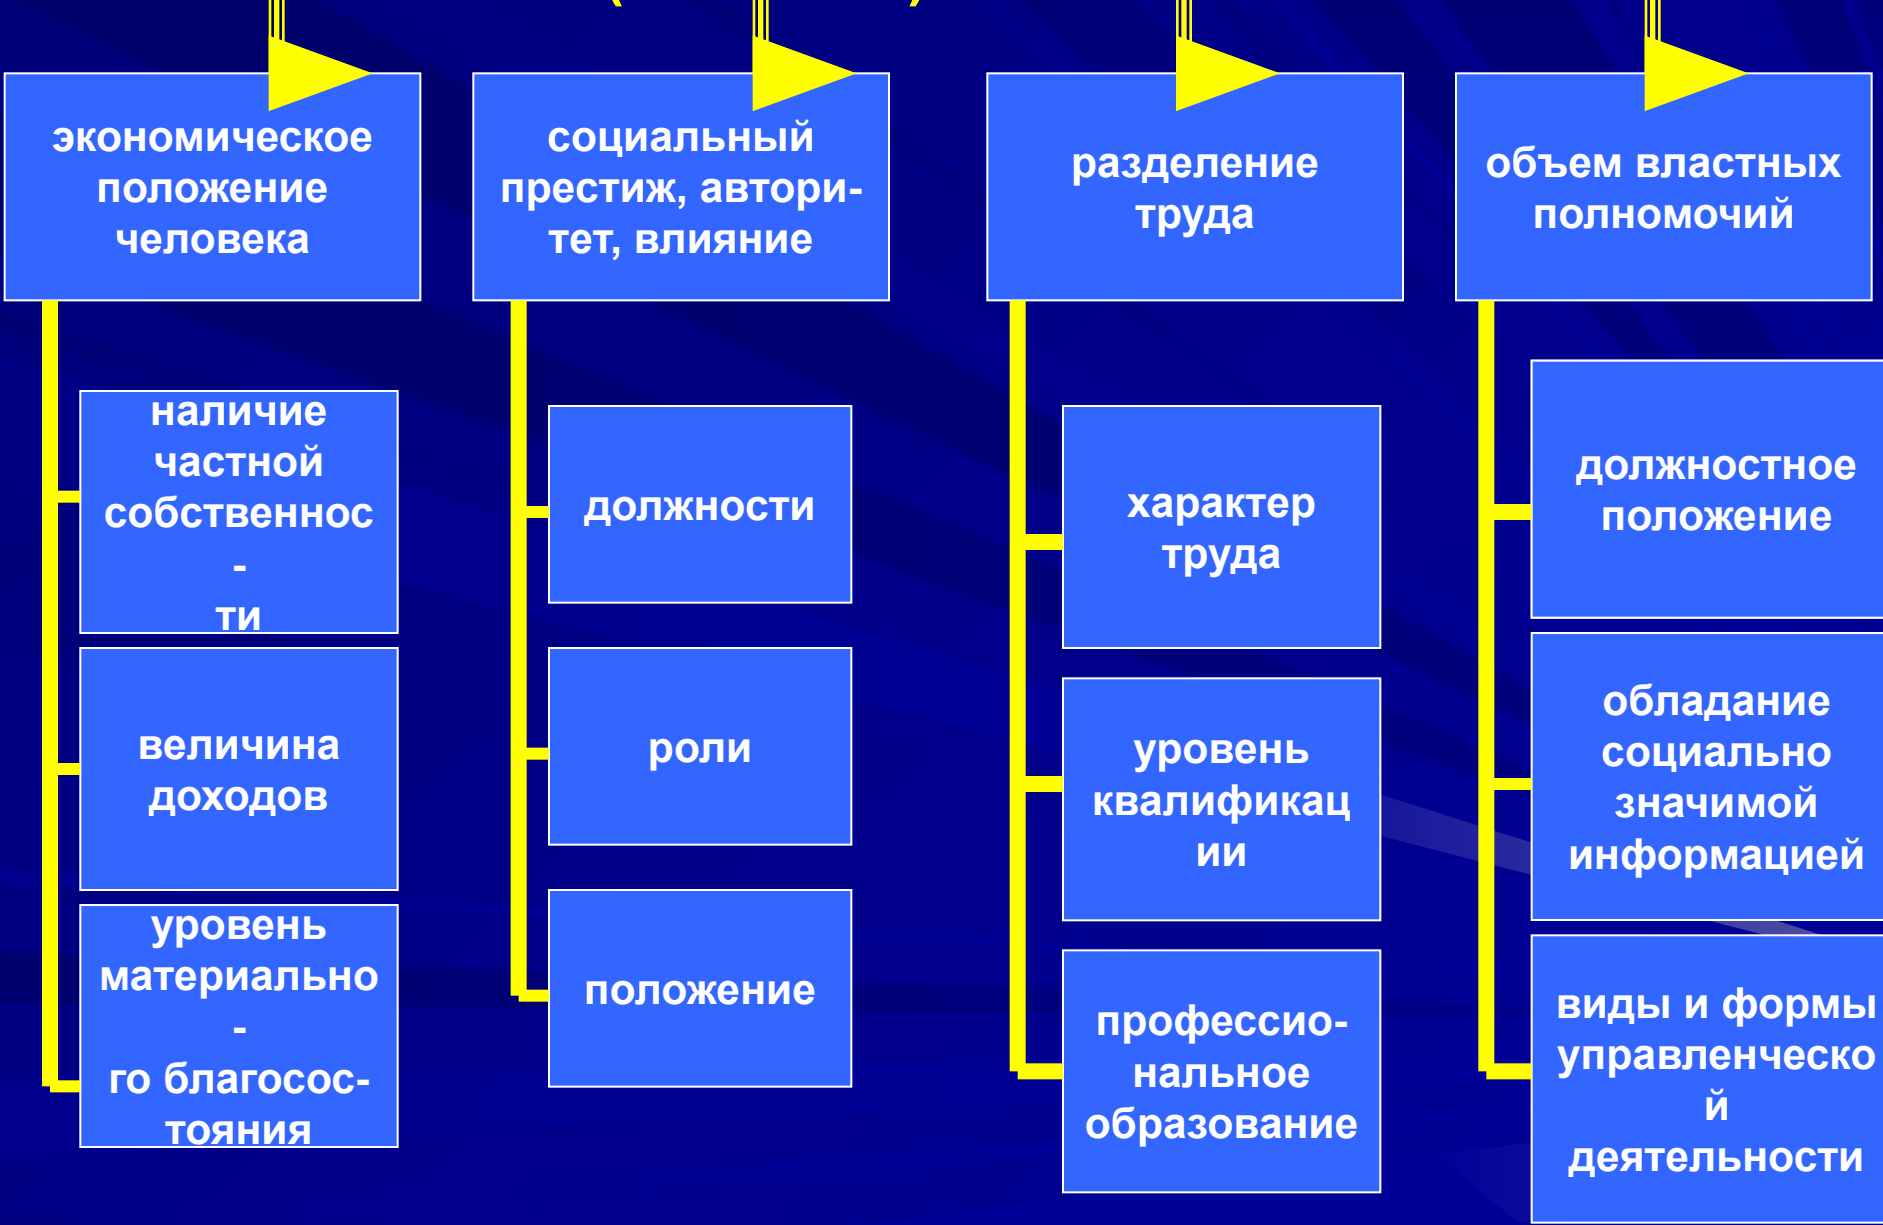 экономическое
положение
человека
социальный
престиж, автори-
тет, влияние
разделение
труда
объем властных
полномочий
наличие
частной
собственнос
-
ти
величина
доходов
уровень
материально
-
го благосос-
тояния
должности
роли
положение
характер
труда
уровень
квалификац
ии
профессио-
нальное
образование
должностное
положение
обладание
социально
значимой
информацией
виды и формы
управленческо
й
деятельности